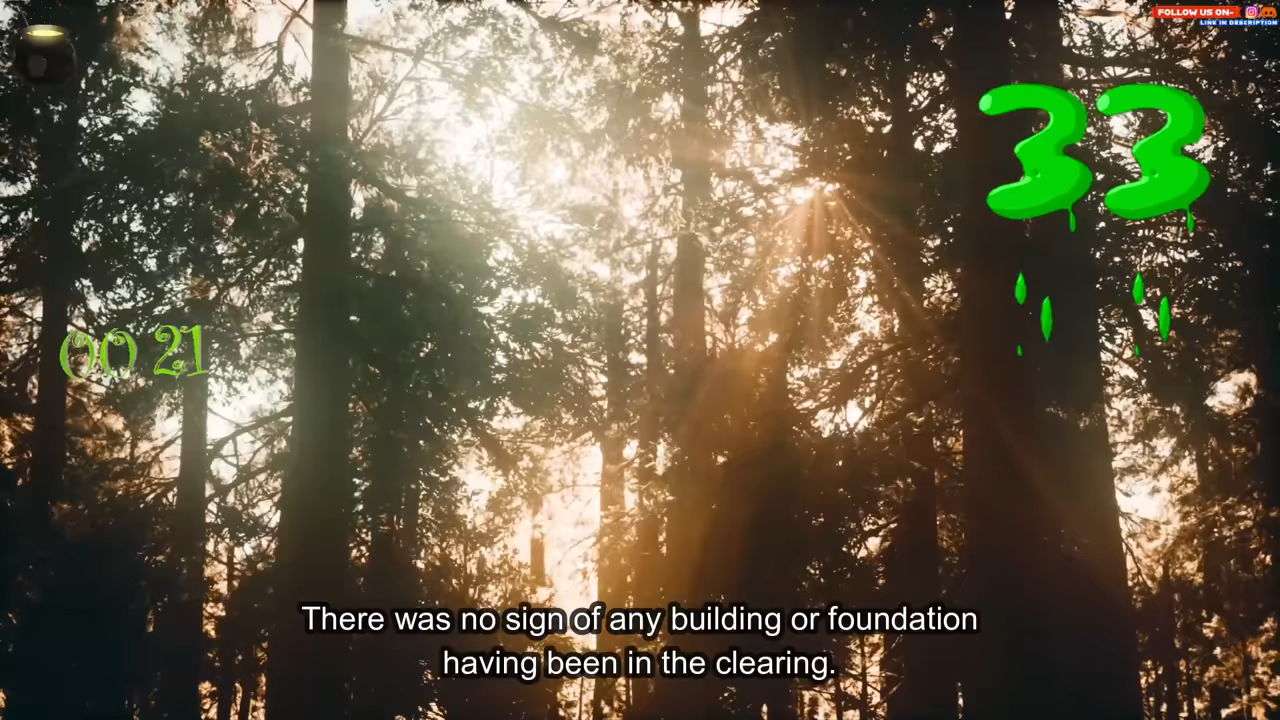 FOLLOW US ON-
LINK IN DESCRIPTION
33
00 21
There was no sign of any building or foundation
having been in the clearing.